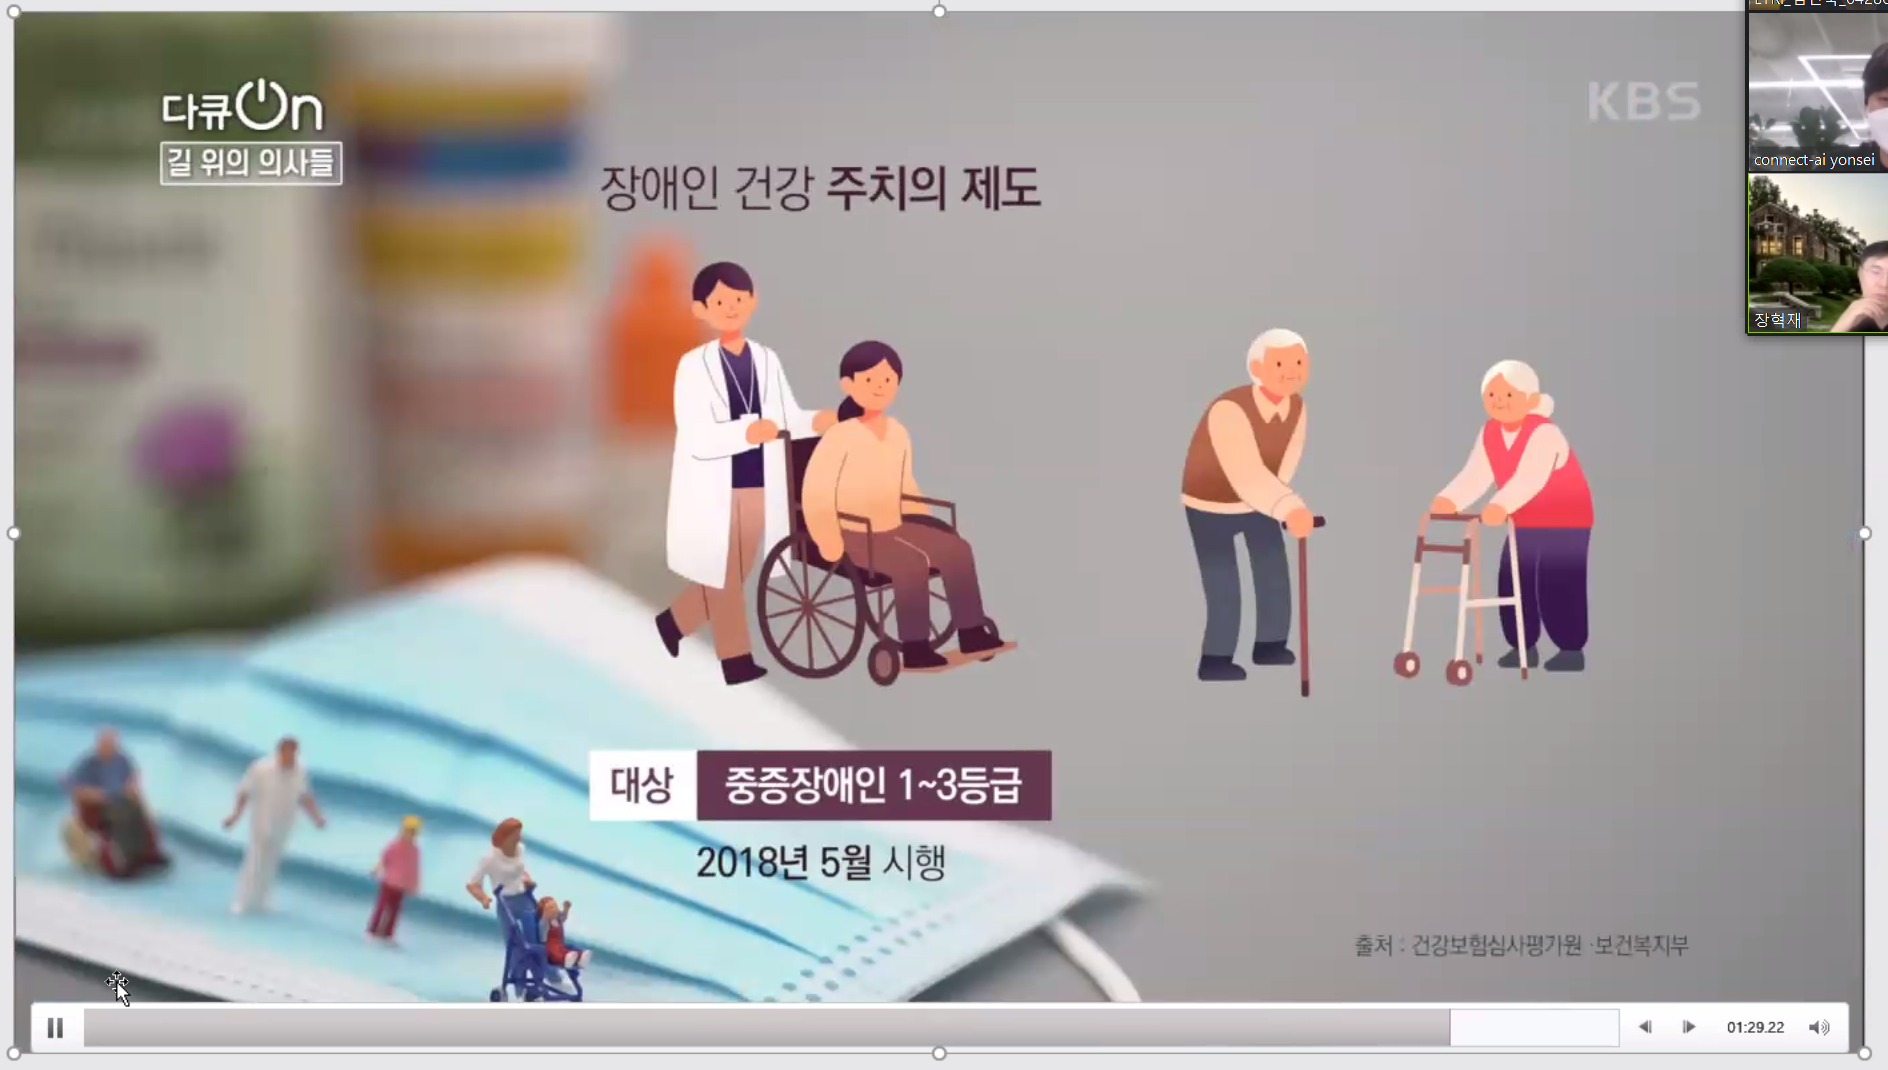 다큐On
길 위의 의사들
KBS
장애인 건강 주치의 제도
connect-ai yonsei
장혁재
대상 중증장애인 1~3등급
2018년 5월 시행
출처 : 건강보험심사평가원 · 보건복지부
01:29.22